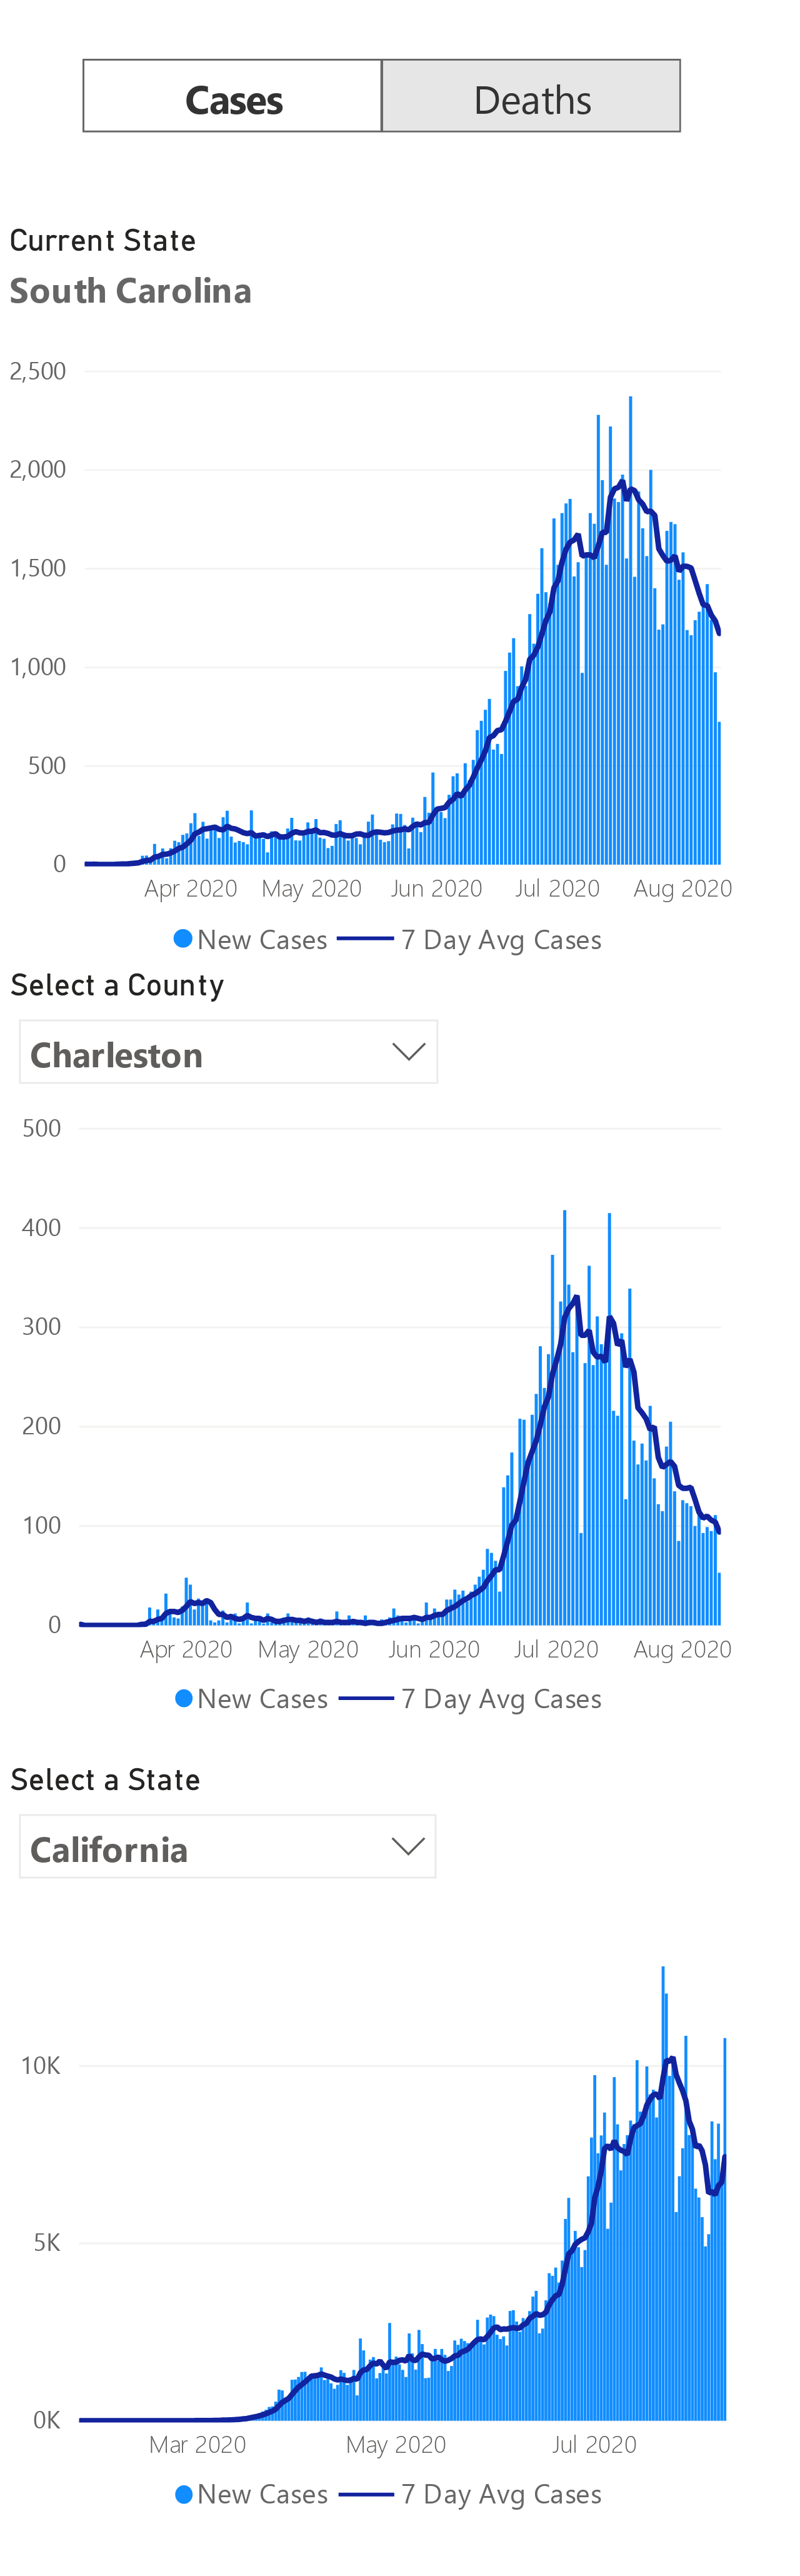 Cases Deaths
Current State
South Carolina
2,500
2,000
1,500
1,000
500
0
Apr 2020 May 2020 Jun 2020 Jul 2020 Aug 2020
New Cases 7 Day Avg Cases
Select a County
Charleston
500
400
300
200
100
0
Apr 2020 May 2020 Jun 2020 Jul 2020 Aug 2020
New Cases 7 Day Avg Cases
Select a State
California
10K
5K
0K
Mar 2020 May 2020 Jul 2020
New Cases 7 Day Avg Cases